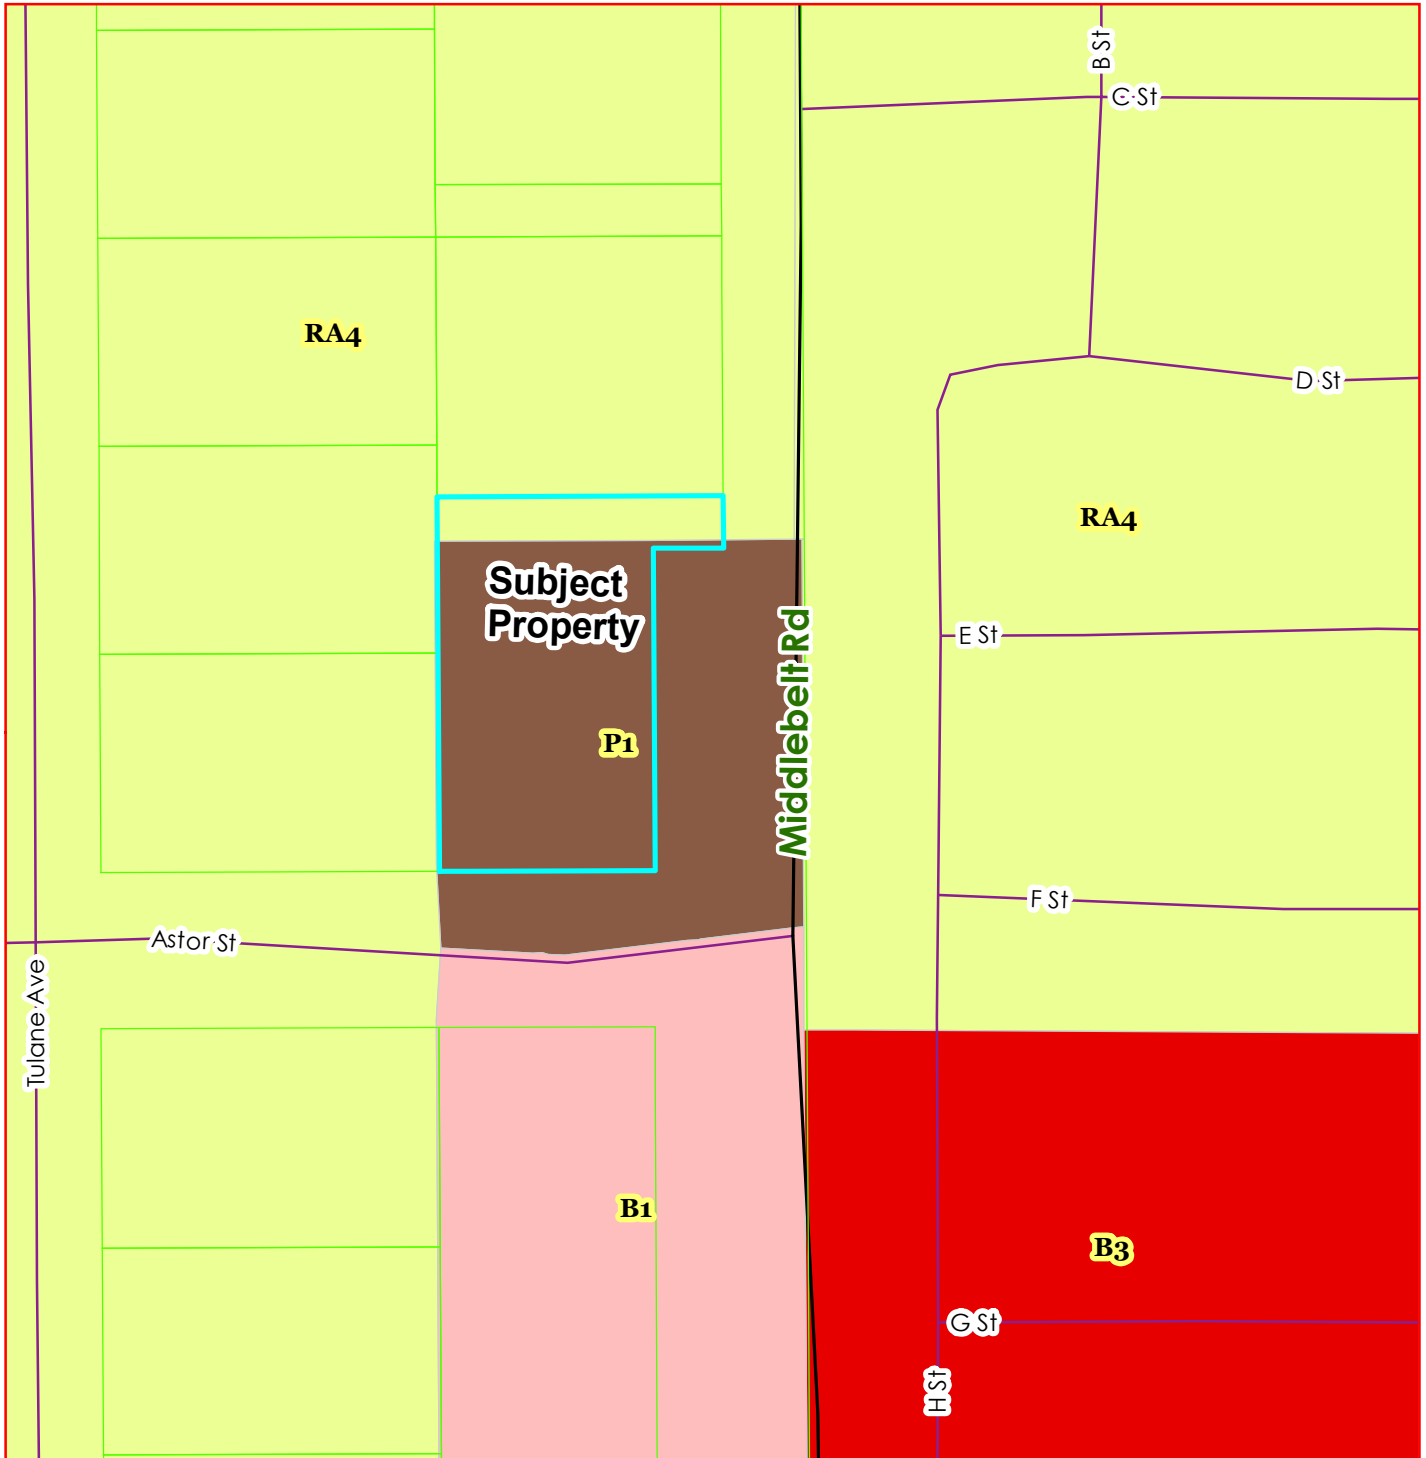 B St
C St
RA4
D St
RA4
Subject
Property
E St
Middlebelt Rd
P1
F St
Astor St
Tulane Ave
B1
B3
G St
H St